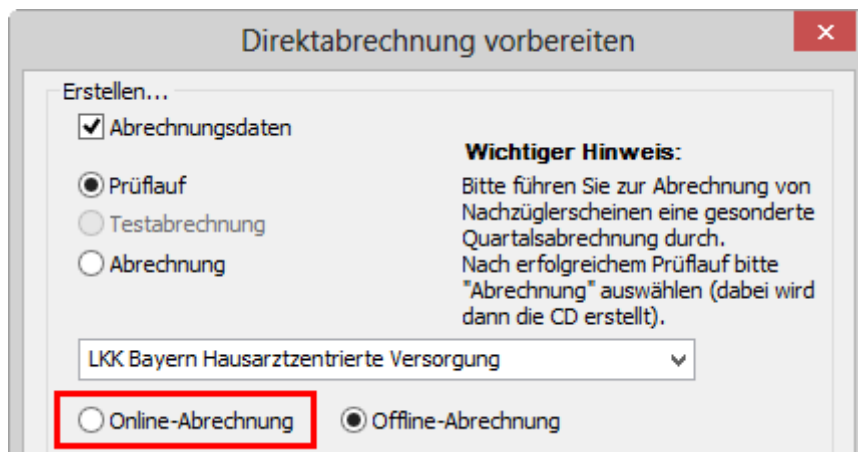 Direktabrechnung vorbereiten
Erstellen...
Abrechnungsdaten
Prüflauf
Testabrechnung
Abrechnung
Wichtiger Hinweis:
Bitte führen Sie zur Abrechnung von
Nachzüglerscheinen eine gesonderte
Quartalsabrechnung durch.
Nach erfolgreichem Prüflauf bitte
"Abrechnung" auswählen (dabei wird
dann die CD erstellt).
LKK Bayern Hausarztzentrierte Versorgung
Online-Abrechnung
Offline-Abrechnung